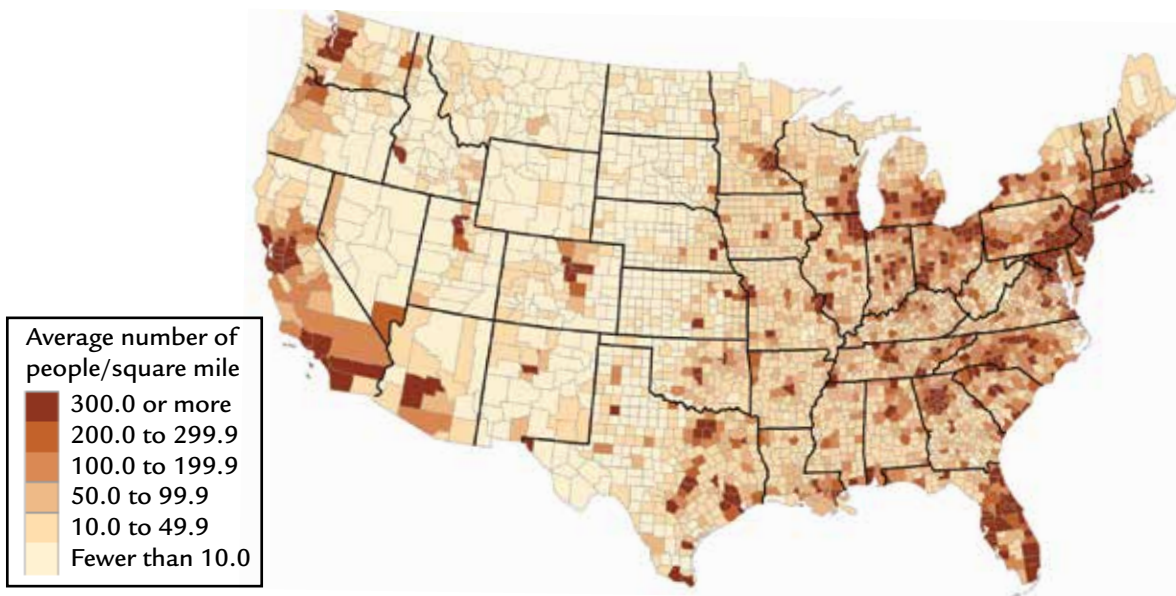 Average number of
people/square mile
300.0 or more
200.0 to 299.9
100.0 to 199.9
50.0 to 99.9
10.0 to 49.9
Fewer than 10.0